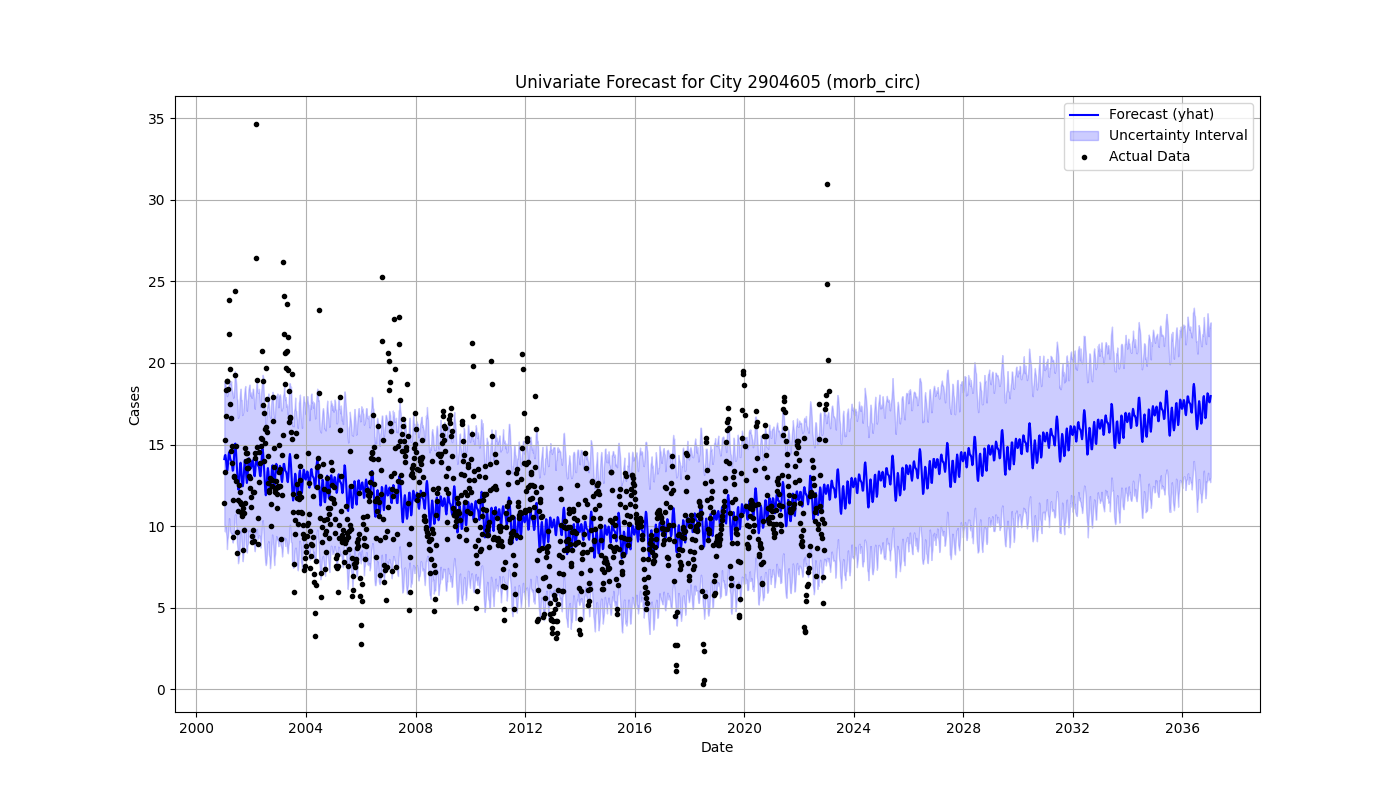 Univariate Forecast for City 2904605 (morb_circ)
Forecast (yhat)
Uncertainty Interval
Actual Data
Cases
35
30
25
20
15
10
5
0
2000 2004 2008 2012 2016 2020 2024 2028 2032 2036
Date